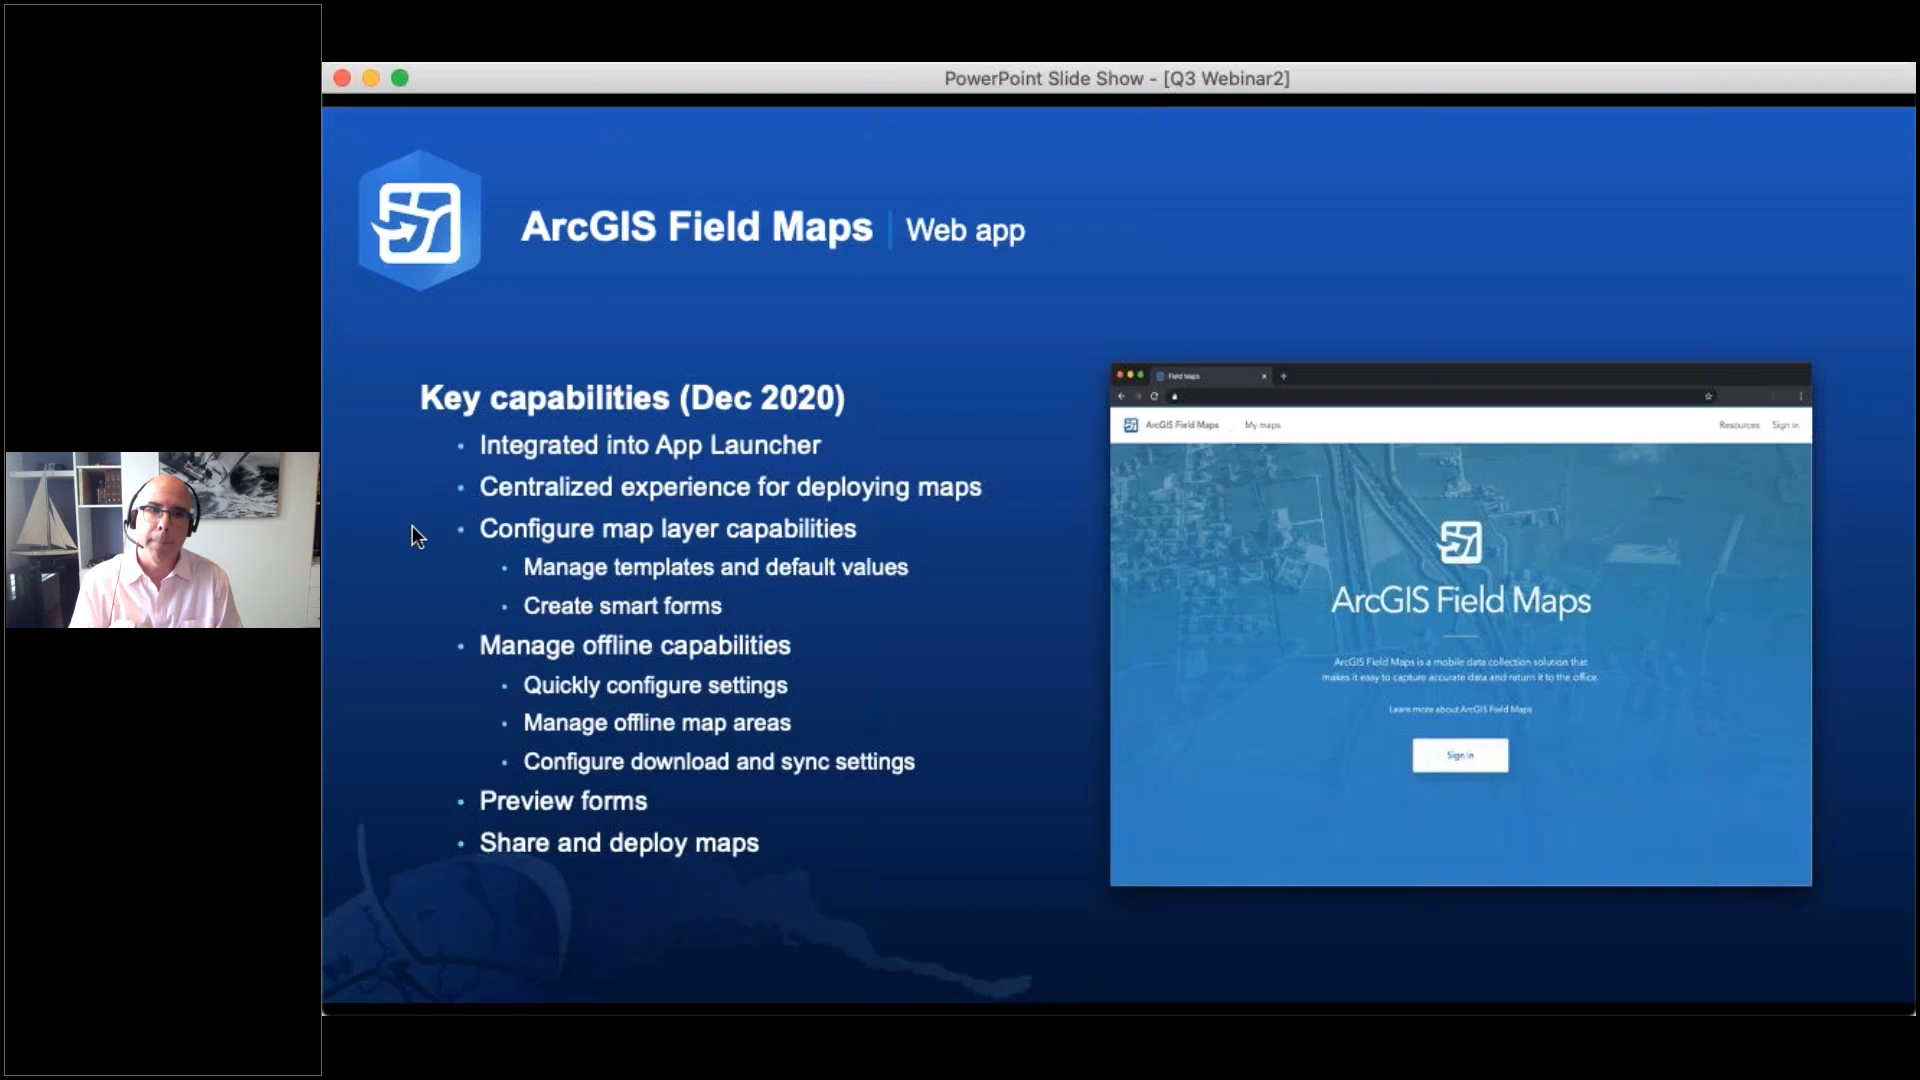 PowerPoint Slide Show - [Q3 Webinar2]
ArcGIS Field Maps | Web app
Key capabilities (Dec 2020)
• Integrated into App Launcher
• Centralized experience for deploying maps
• Configure map layer capabilities
• Manage templates and default values
• Create smart forms
• Manage offline capabilities
• Quickly configure settings
• Manage offline map areas
• Configure download and sync settings
• Preview forms
• Share and deploy maps
Field Maps
ArcGIS Field Maps My maps Resources Sign in
ArcGIS Field Maps
ArcGIS Field Maps is a mobile data collection solution that
makes it easy to capture accurate data and return it to the office.
Learn more about ArcGIS Field Maps
Sign in